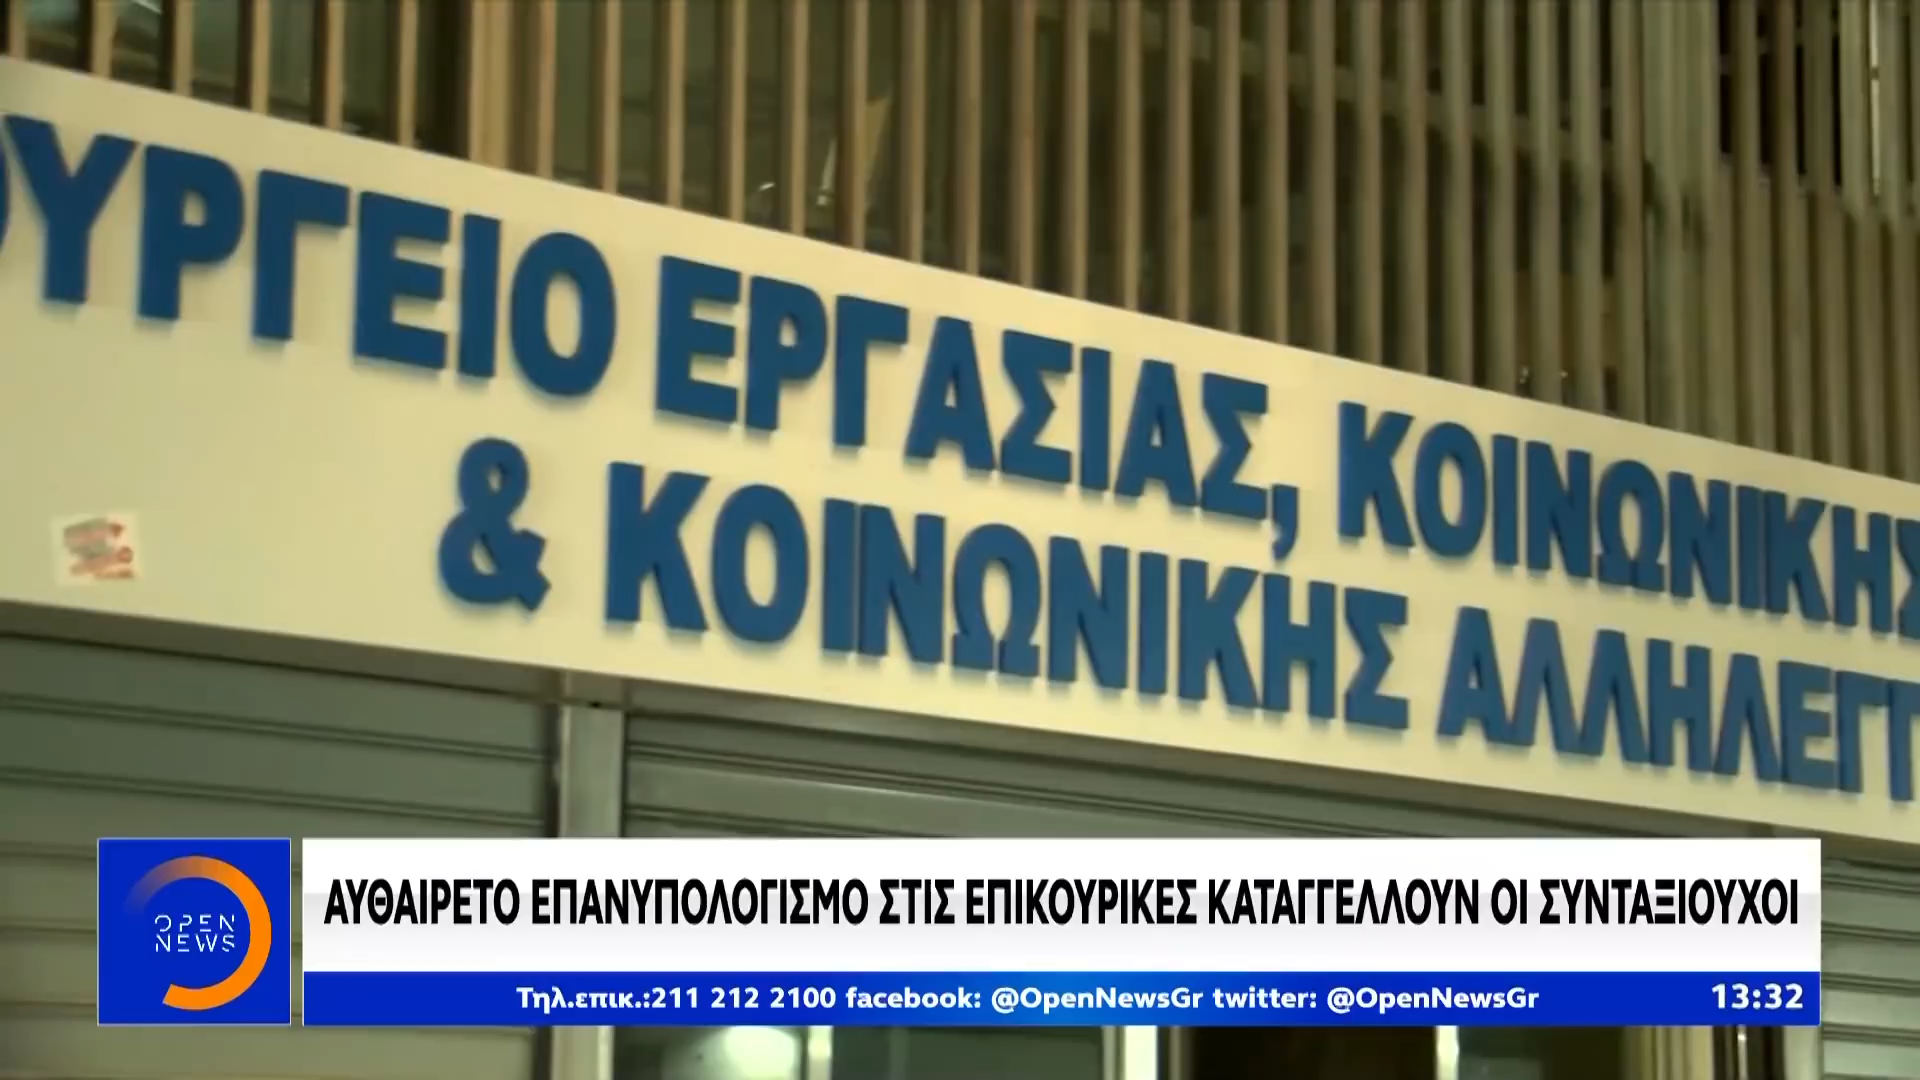 ΟΥΡΓΕΙΟ ΕΡΓΑΣΙΑΣ, ΚΟΙΝΩΝΙΚΗΣ
& ΚΟΙΝΩΝΙΚΗΣ ΑΛΛΗΛΕΓΓ
OPEN
NEWS
ΑΥΘΑΙΡΕΤΟ ΕΠΑΝΥΠΟΛΟΓΙΣΜΟ ΣΤΙΣ ΕΠΙΚΟΥΡΙΚΕΣ ΚΑΤΑΓΓΕΛΛΟΥΝ ΟΙ ΣΥΝΤΑΞΙΟΥΧΟΙ
Τηλ.επικ.:211 212 2100 facebook: @OpenNewsGr twitter: @OpenNewsGr
13:32